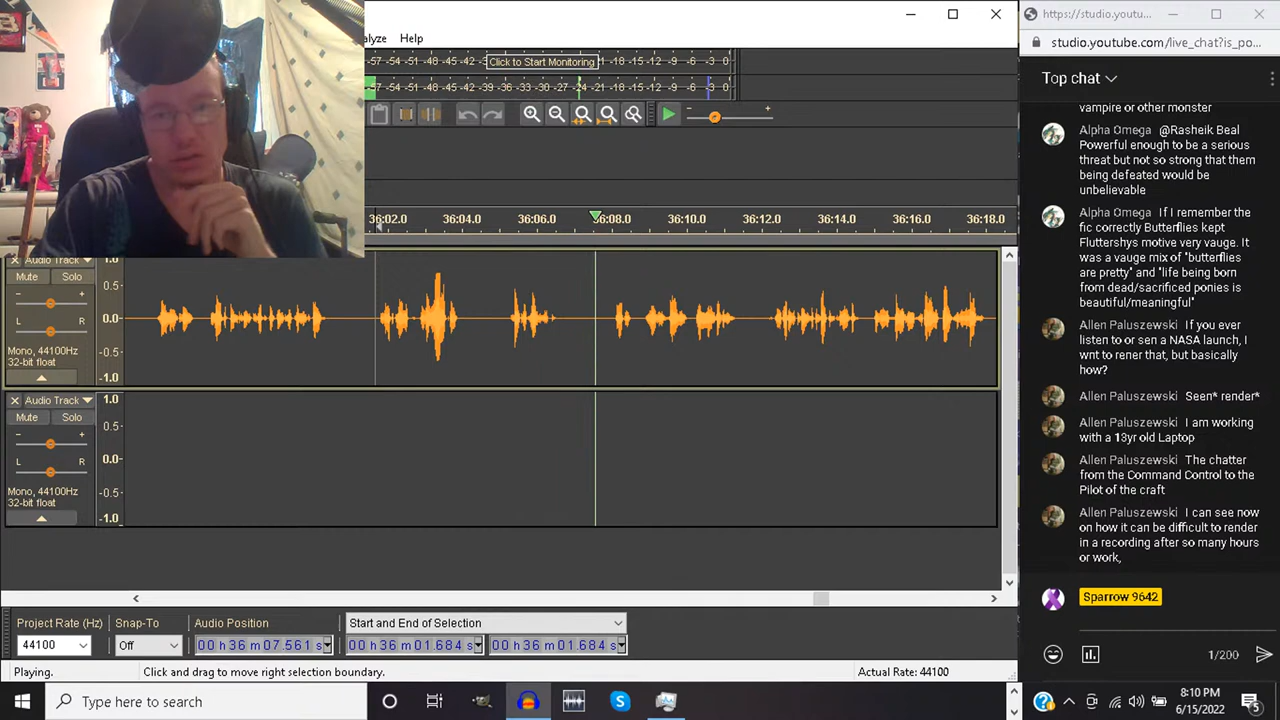 alyze Help
https://studio.youtu...
studio.youtube.com/live_chat?is_po...
-57 -54 -51 -48 -45 -42 -3 Click to Start Monitoring 1 -18 -15 -12 -9 -6 -3 0
-57 -54 -51 -48 -45 -42 -39 -36 -33 -30 -27 -24 -21 -18 -15 -12 -9 -6 -3 0
36:02.0 36:04.0 36:06.0 36:08.0 36:10.0 36:12.0 36:14.0 36:16.0 36:18.0
Audio Track
Mute Solo
- +
L R
Mono, 44100Hz
32-bit float
1.0
0.5
0.0
-0.5
-1.0
Audio Track
Mute Solo
- +
L R
Mono, 44100Hz
32-bit float
1.0
0.5
0.0
-0.5
-1.0
Project Rate (Hz) Snap-To Audio Position Start and End of Selection
44100 Off 00 h 36 m 07.561 s 00 h 36 m 01.684 s 00 h 36 m 01.684 s
Playing. Click and drag to move right selection boundary. Actual Rate: 44100
Top chat
vampire or other monster
Alpha Omega @Rasheik Beal
Powerful enough to be a serious
threat but not so strong that them
being defeated would be
unbelievable
Alpha Omega If I remember the
fic correctly Butterflies kept
Fluttershys motive very vauge. It
was a vauge mix of "butterflies
are pretty" and "life being born
from dead/sacrificed ponies is
beautiful/meaningful"
Allen Paluszewski If you ever
listen to or sen a NASA launch, I
wnt to rener that, but basically
how?
Allen Paluszewski Seen* render*
Allen Paluszewski I am working
with a 13yr old Laptop
Allen Paluszewski The chatter
from the Command Control to the
Pilot of the craft
Allen Paluszewski I can see now
on how it can be difficult to render
in a recording after so many hours
or work,
Sparrow 9642
1/200
Type here to search
8:10 PM
6/15/2022
5